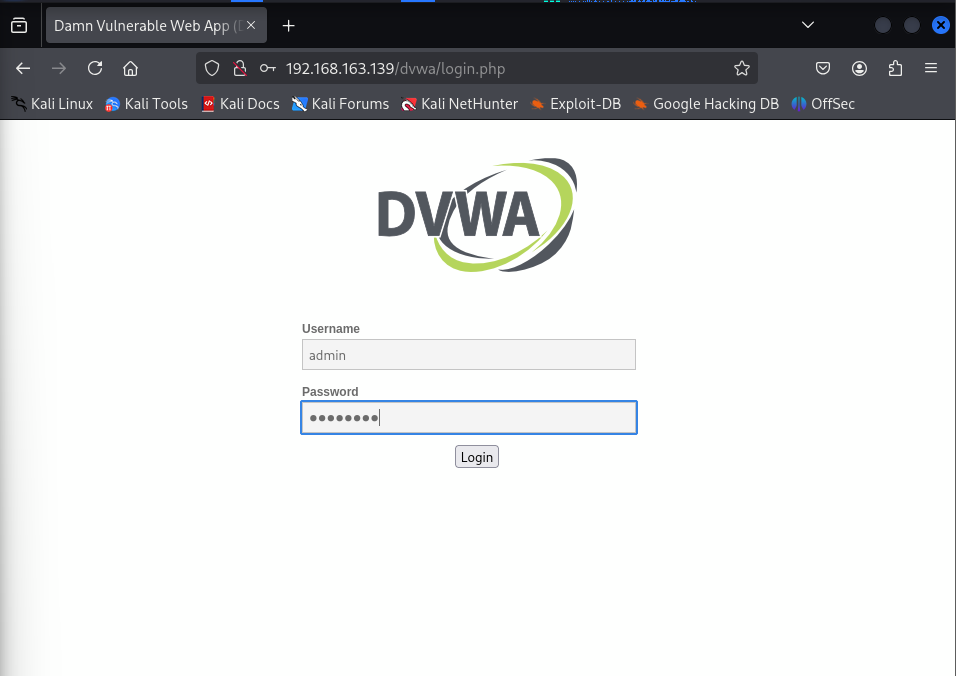 Damn Vulnerable Web App (
192.168.163.139/dvwa/login.php
Kali Linux Kali Tools Kali Docs Kali Forums Kali NetHunter Exploit-DB Google Hacking DB OffSec
DVWA
Username
admin
Password
Login